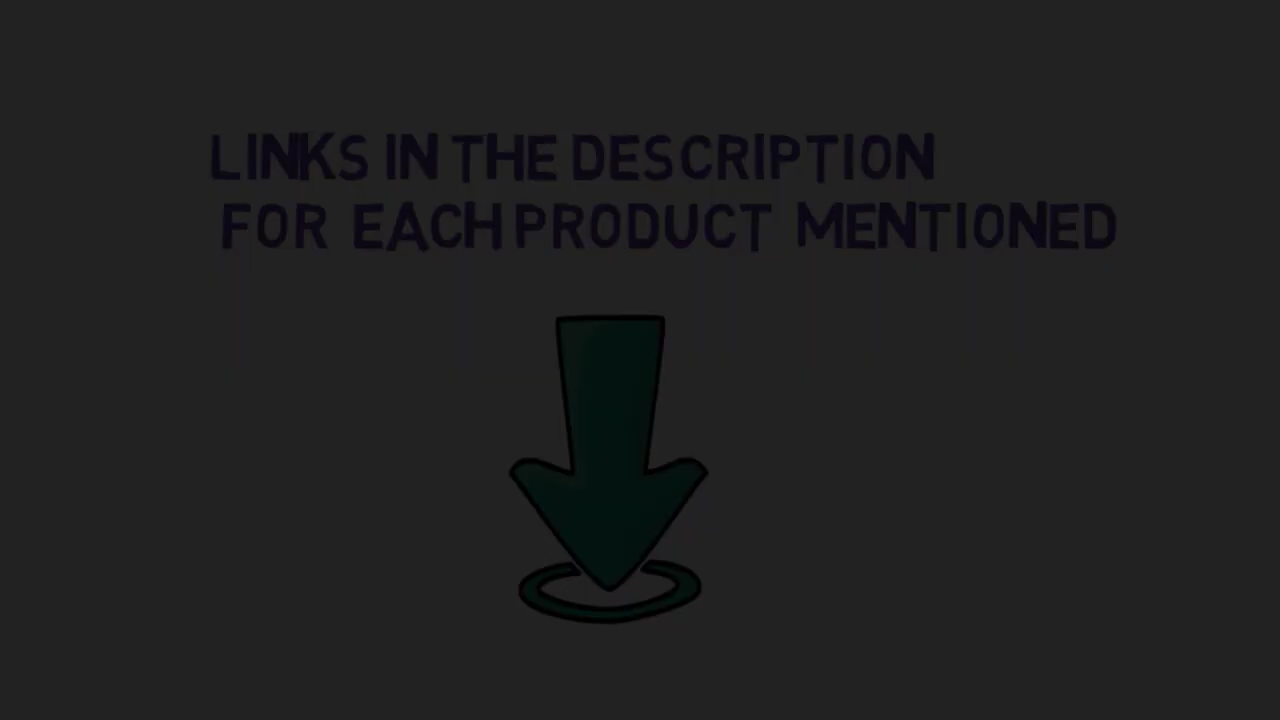 LINKS IN THE DESCRIPTION
FOR EACH PRODUCT MENTIONED